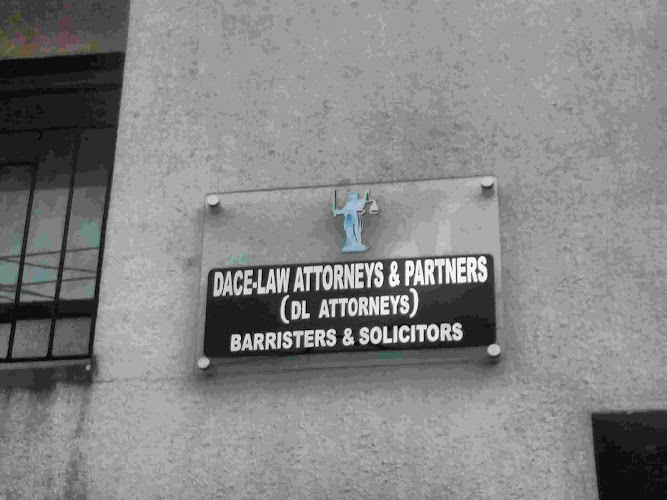 DACE-LAW ATTORNEYS & PARTNERS
(DL ATTORNEYS)
BARRISTERS & SOLICITORS